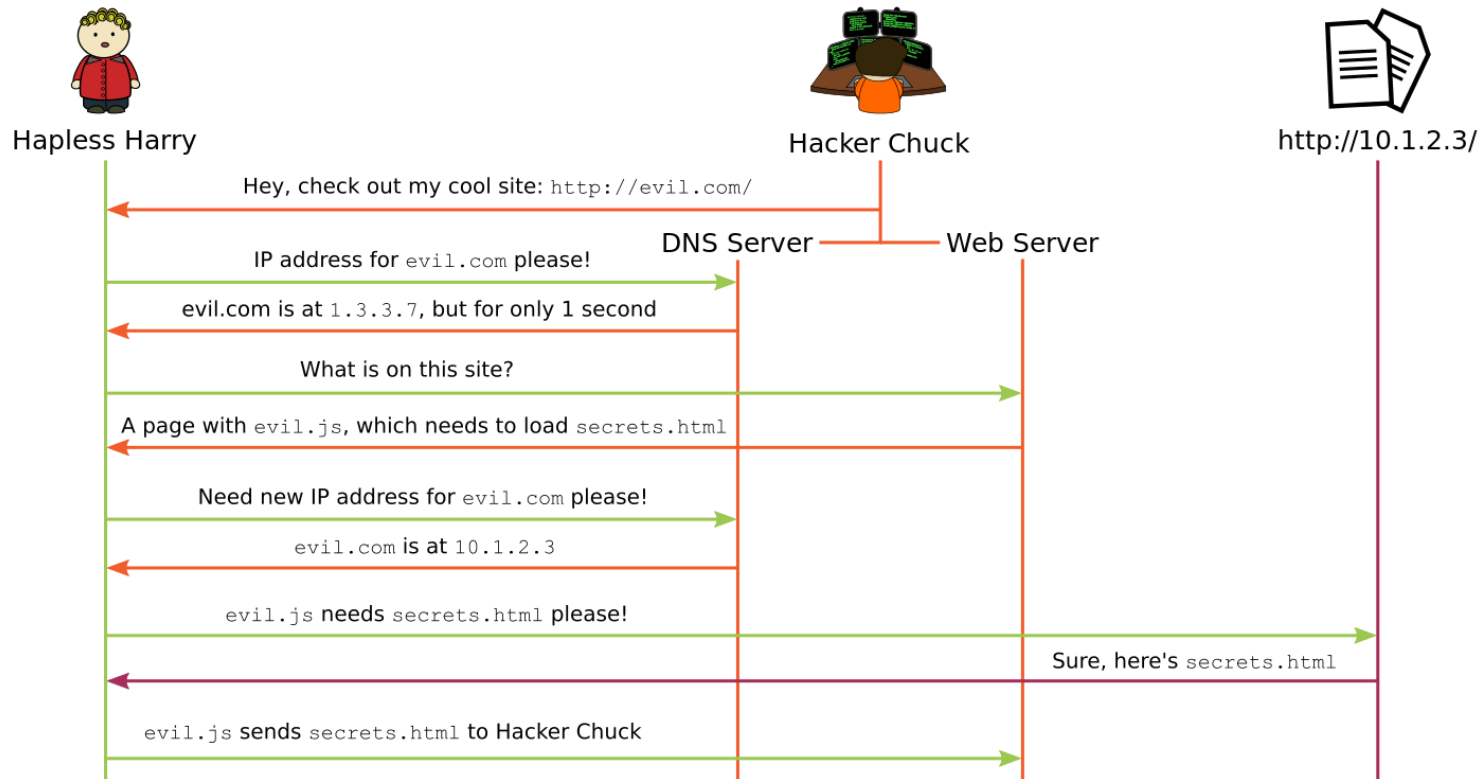 Hapless Harry
Hacker Chuck
http://10.1.2.3/
Hey, check out my cool site: http://evil.com/
DNS Server
Web Server
IP address for evil.com please!
evil.com is at 1.3.3.7, but for only 1 second
What is on this site?
A page with evil.js, which needs to load secrets.html
Need new IP address for evil.com please!
evil.com is at 10.1.2.3
evil.js needs secrets.html please!
Sure, here's secrets.html
evil.js sends secrets.html to Hacker Chuck